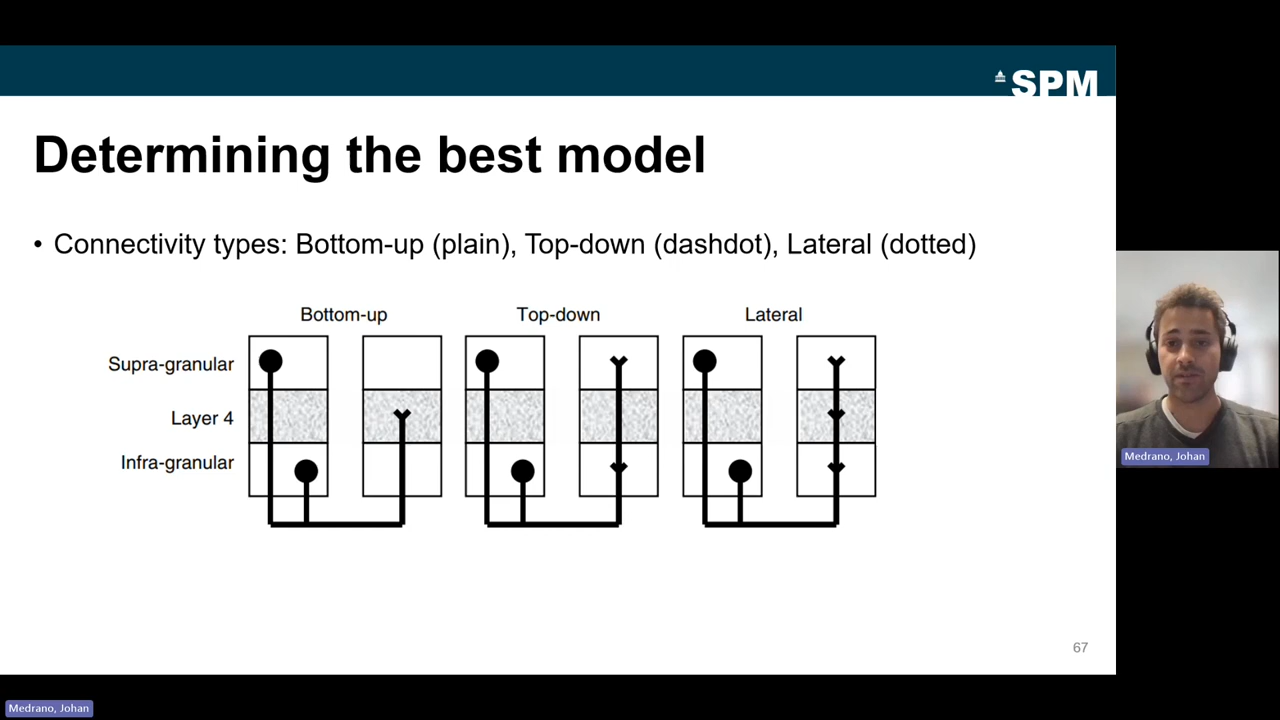 SPM
Determining the best model
• Connectivity types: Bottom-up (plain), Top-down (dashdot), Lateral (dotted)
Bottom-up Top-down Lateral
Supra-granular
Layer 4
Infra-granular
Medrano, Johan
67
Medrano, Johan